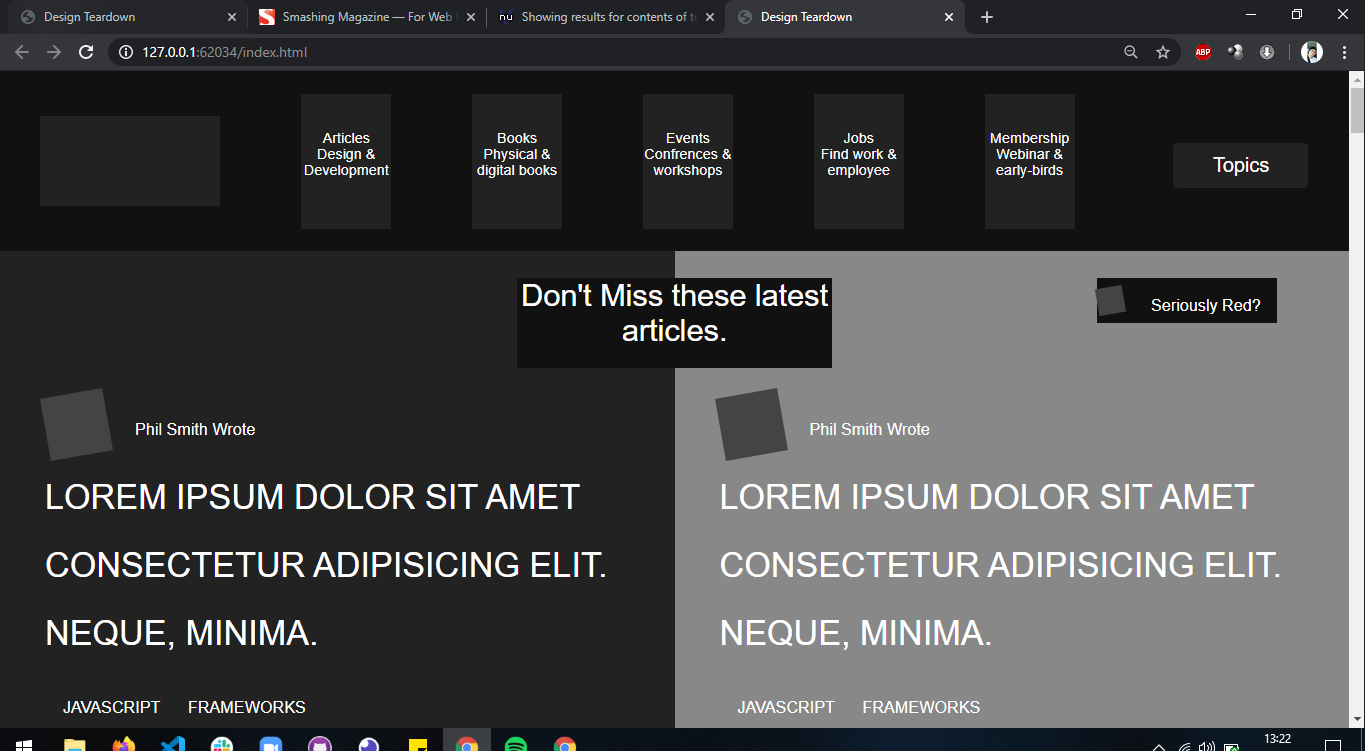 Design Teardown
Smashing Magazine — For Web
Showing results for contents of
Design Teardown
127.0.0.1:62034/index.html
ABP
Articles
Design &
Development
Books
Physical &
digital books
Events
Confrences &
workshops
Jobs
Find work &
employee
Membership
Webinar &
early-birds
Topics
Don't Miss these latest
articles.
Seriously Red?
Phil Smith Wrote
LOREM IPSUM DOLOR SIT AMET
CONSECTETUR ADIPISICING ELIT.
NEQUE, MINIMA.
JAVASCRIPT FRAMEWORKS
Phil Smith Wrote
LOREM IPSUM DOLOR SIT AMET
CONSECTETUR ADIPISICING ELIT.
NEQUE, MINIMA.
JAVASCRIPT FRAMEWORKS
13:22